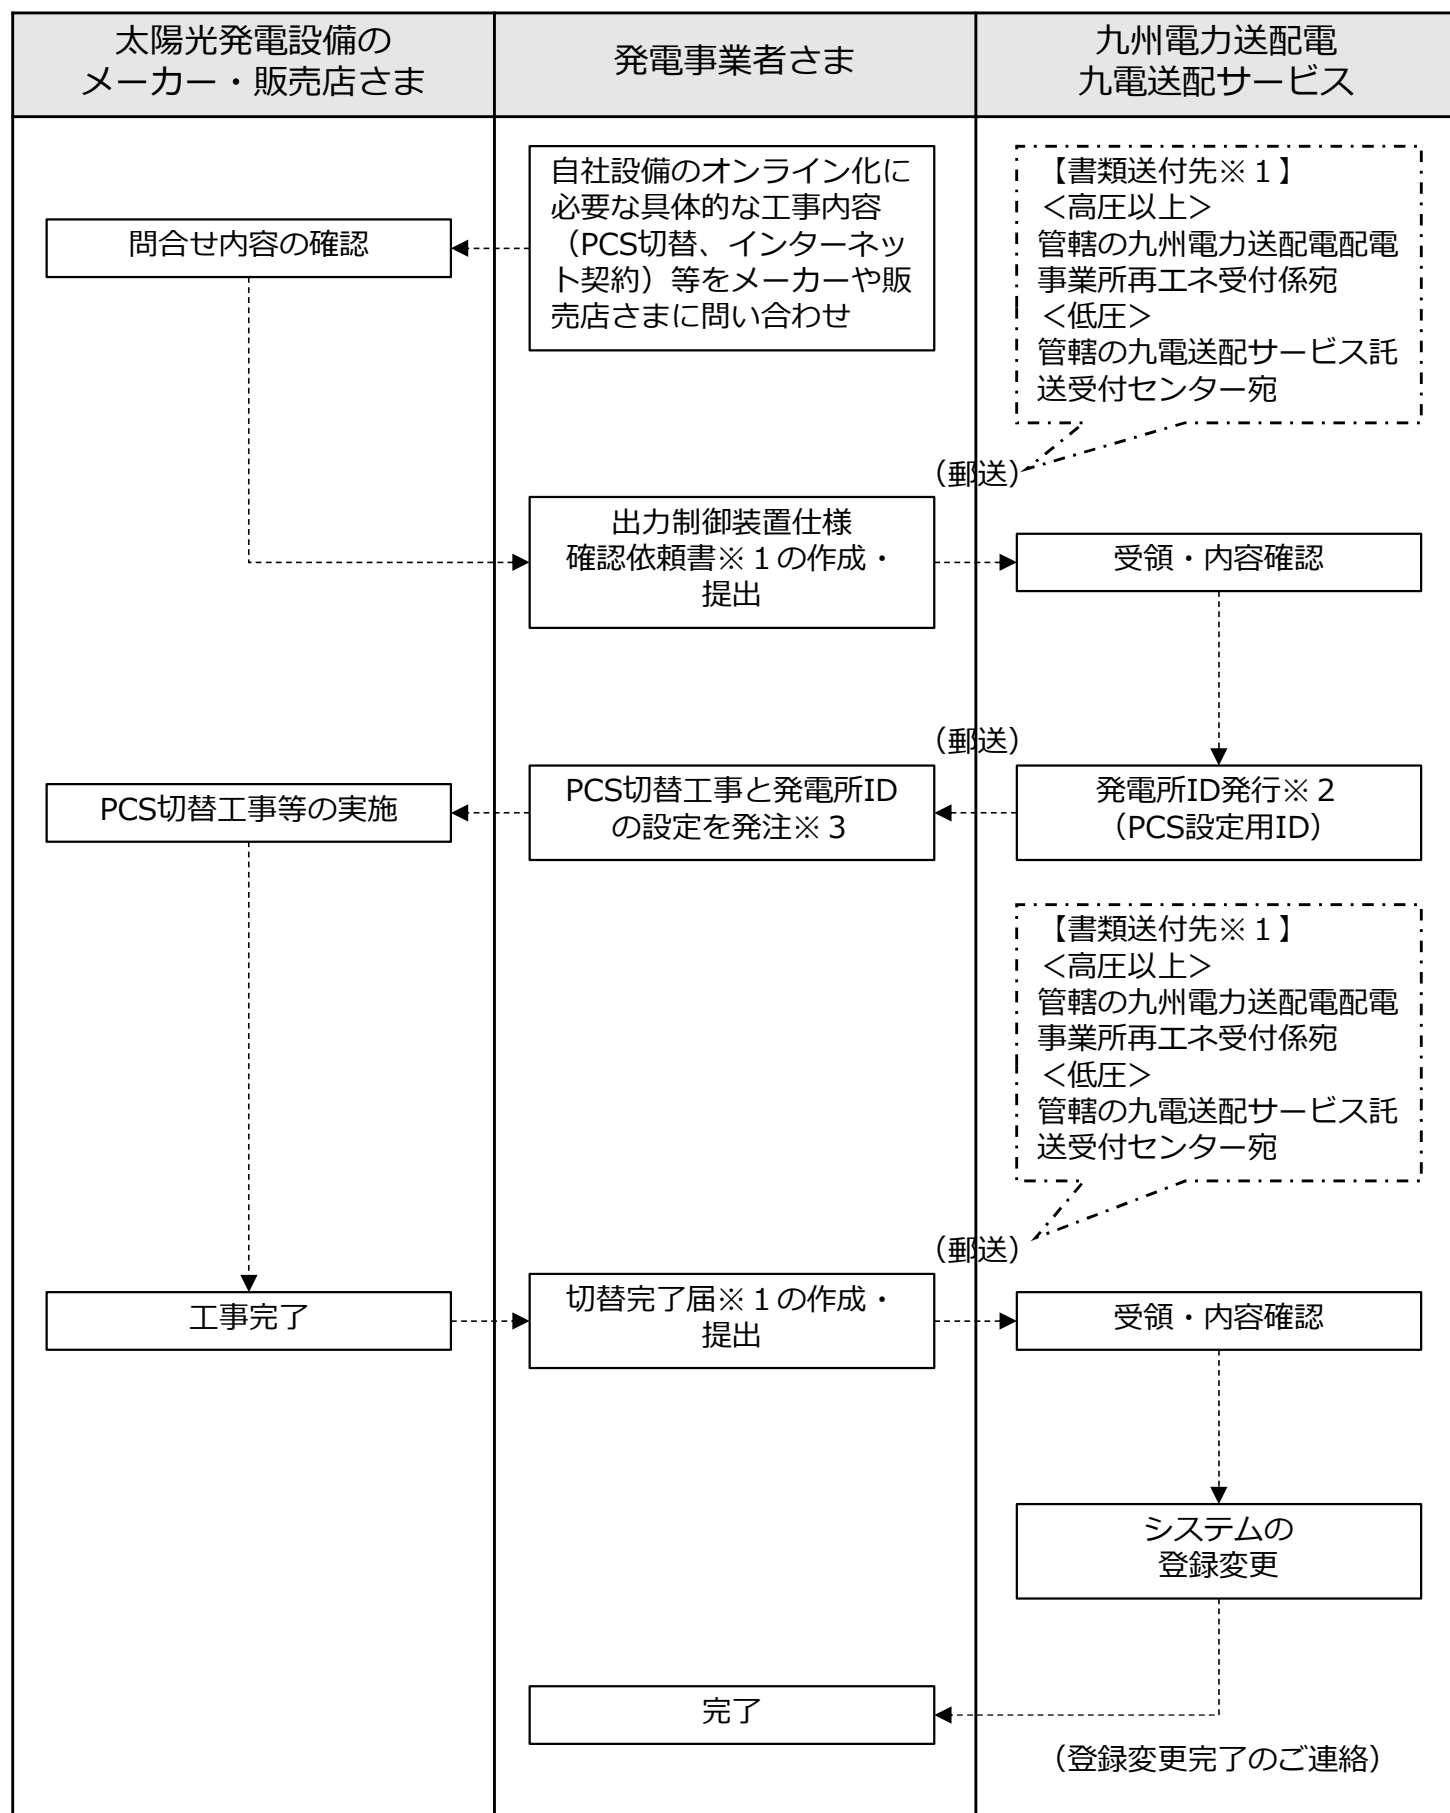 太陽光発電設備の
メーカー・販売店さま
発電事業者さま
九州電力送配電
九電送配サービス
自社設備のオンライン化に
必要な具体的な工事内容
（PCS切替、インターネッ
ト契約）等をメーカーや販
売店さまに問い合わせ
【書類送付先※１】
＜高圧以上＞
管轄の九州電力送配電配電
事業所再エネ受付係宛
＜低圧＞
管轄の九電送配サービス託
送受付センター宛
問合せ内容の確認
（郵送）
出力制御装置仕様
確認依頼書※１の作成・
提出
受領・内容確認
（郵送）
PCS切替工事等の実施
PCS切替工事と発電所ID
の設定を発注※３
発電所ID発行※２
（PCS設定用ID）
【書類送付先※１】
＜高圧以上＞
管轄の九州電力送配電配電
事業所再エネ受付係宛
＜低圧＞
管轄の九電送配サービス託
送受付センター宛
（郵送）
工事完了
切替完了届※１の作成・
提出
受領・内容確認
システムの
登録変更
完了
（登録変更完了のご連絡）